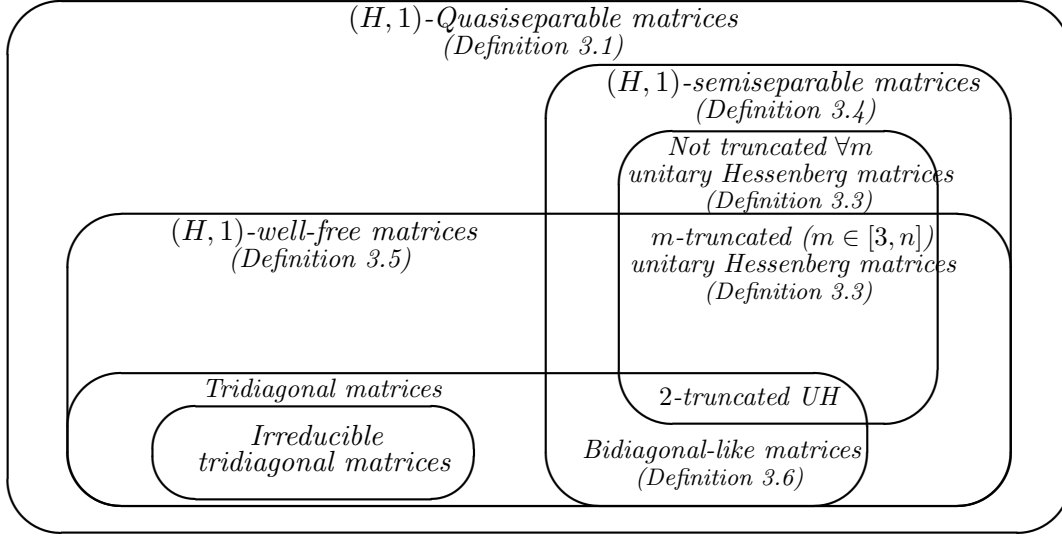 (H, 1)-Quasiseparable matrices
(Definition 3.1)
(H, 1)-semiseparable matrices
(Definition 3.4)
Not truncated ∀m
unitary Hessenberg matrices
(Definition 3.3)
(H, 1)-well-free matrices
(Definition 3.5)
m-truncated (m ∈ [3, n])
unitary Hessenberg matrices
(Definition 3.3)
Tridiagonal matrices
2-truncated UH
Irreducible
tridiagonal matrices
Bidiagonal-like matrices
(Definition 3.6)